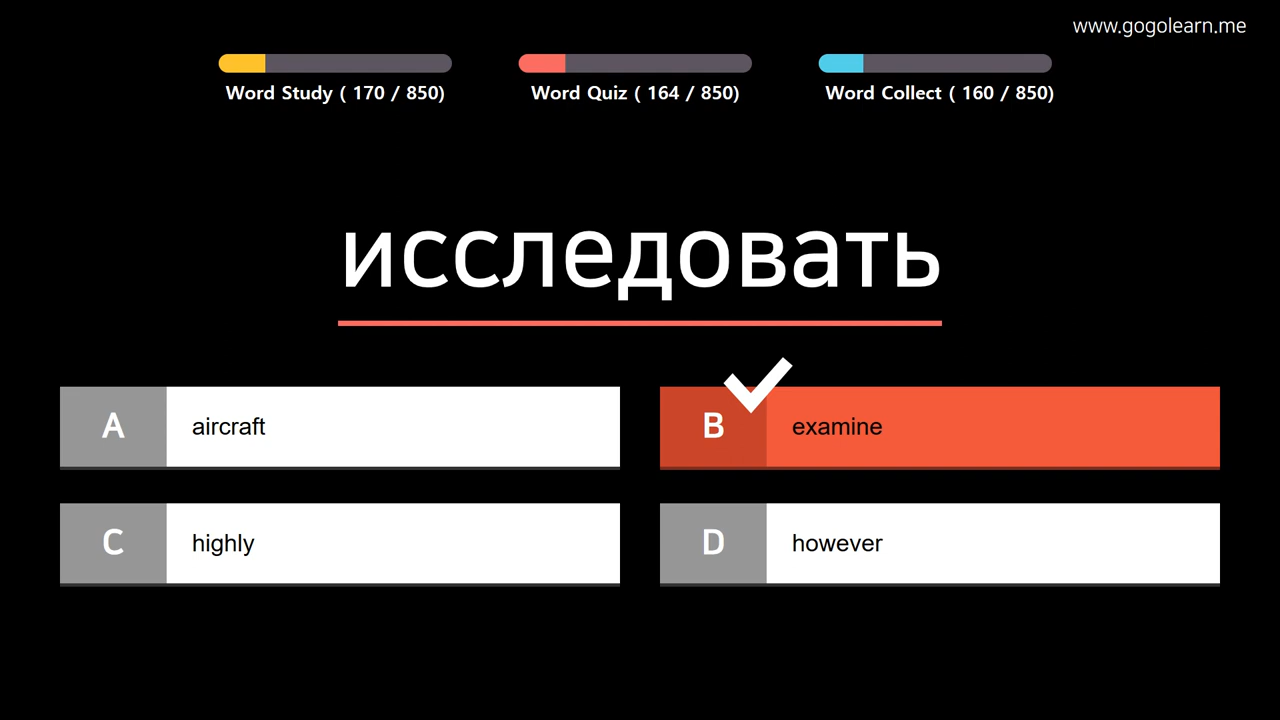 www.gogolearn.me
Word Study ( 170 / 850)
Word Quiz ( 164 / 850)
Word Collect ( 160 / 850)
исследовать
A aircraft
B examine
C highly
D however